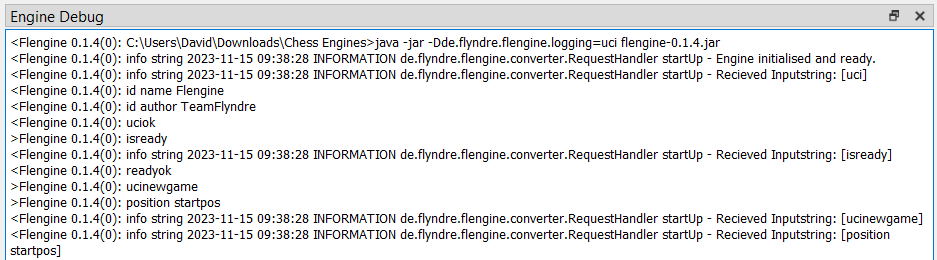 Engine Debug
<Flengine 0.1.4(0): C:\Users\David\Downloads\Chess Engines>java -jar -Dde.flyndre.flengine.logging=uci flengine-0.1.4.jar
<Flengine 0.1.4(0): info string 2023-11-15 09:38:28 INFORMATION de.flyndre.flengine.converter.RequestHandler startUp - Engine initialised and ready.
<Flengine 0.1.4(0): info string 2023-11-15 09:38:28 INFORMATION de.flyndre.flengine.converter.RequestHandler startUp - Recieved Inputstring: [uci]
<Flengine 0.1.4(0): id name Flengine
<Flengine 0.1.4(0): id author TeamFlyndre
<Flengine 0.1.4(0): uciok
>Flengine 0.1.4(0): isready
<Flengine 0.1.4(0): info string 2023-11-15 09:38:28 INFORMATION de.flyndre.flengine.converter.RequestHandler startUp - Recieved Inputstring: [isready]
<Flengine 0.1.4(0): readyok
>Flengine 0.1.4(0): ucinewgame
>Flengine 0.1.4(0): position startpos
<Flengine 0.1.4(0): info string 2023-11-15 09:38:28 INFORMATION de.flyndre.flengine.converter.RequestHandler startUp - Recieved Inputstring: [ucinewgame]
<Flengine 0.1.4(0): info string 2023-11-15 09:38:28 INFORMATION de.flyndre.flengine.converter.RequestHandler startUp - Recieved Inputstring: [position
startpos]